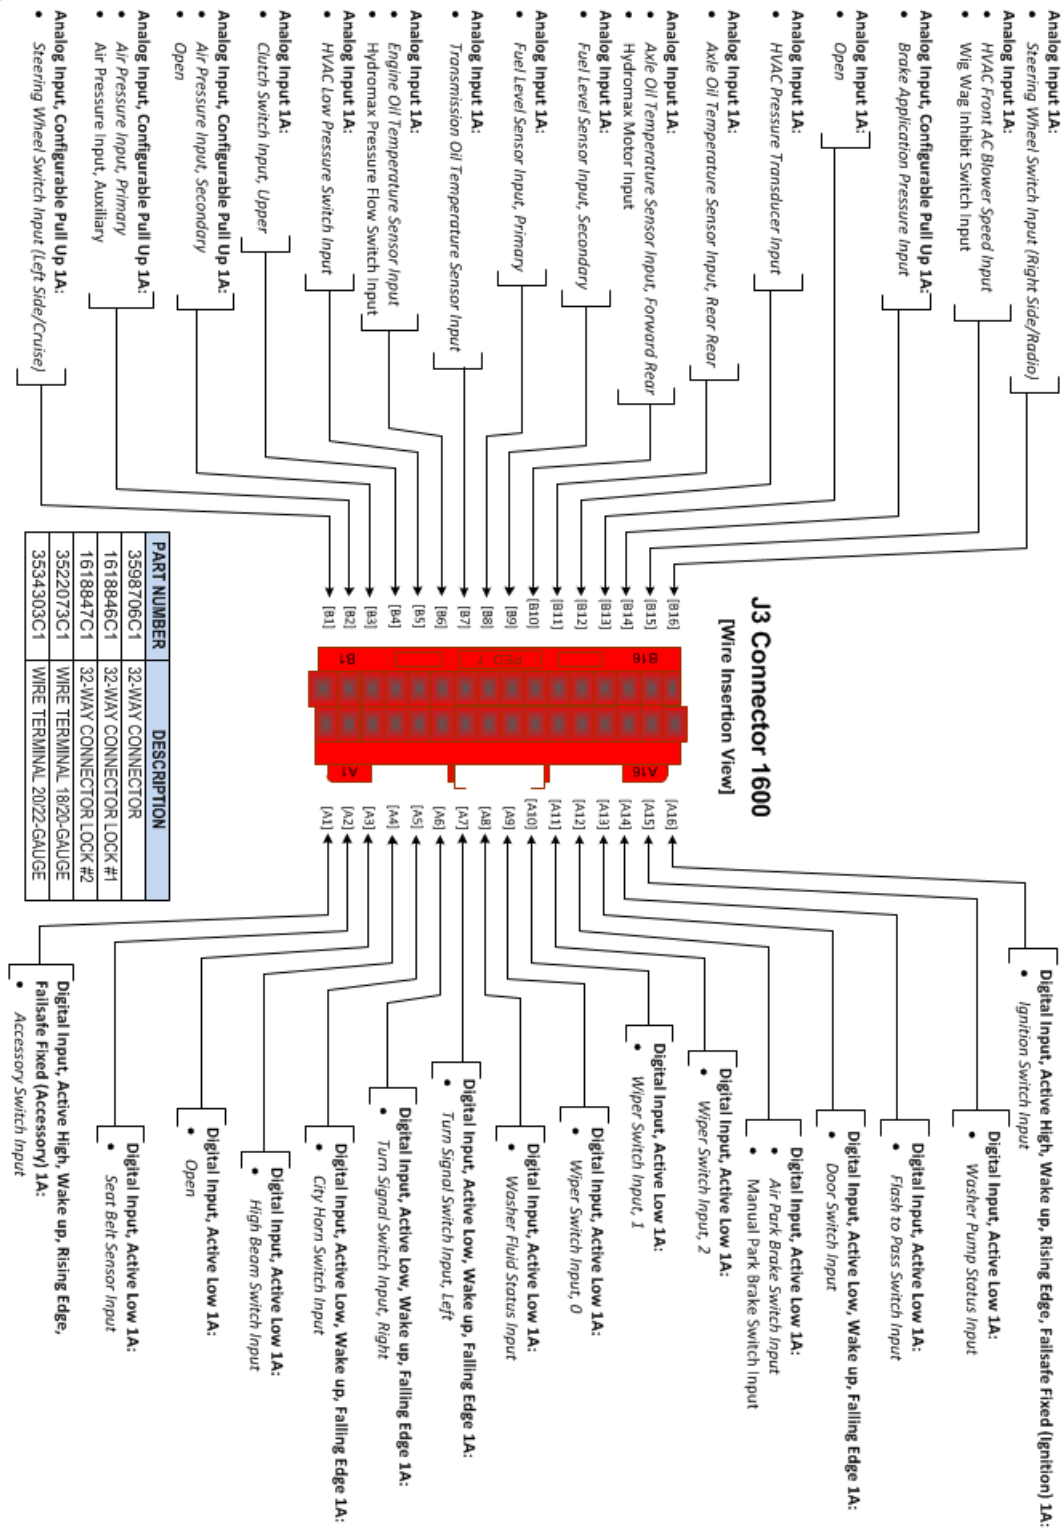 J3 Connector 1600
[Wire Insertion View]
Analog Input 1A:
• Steering Wheel Switch Input (Right Side/Radio)
Analog Input 1A:
• HVAC Front AC Blower Speed Input
• Wig Wag Inhibit Switch Input
Analog Input, Configurable Pull Up 1A:
• Brake Application Pressure Input
Analog Input 1A:
• Open
Analog Input 1A:
• HVAC Pressure Transducer Input
Analog Input 1A:
• Axle Oil Temperature Sensor Input, Rear Rear
Analog Input 1A:
• Axle Oil Temperature Sensor Input, Forward Rear
• Hydromax Motor Input
Analog Input 1A:
• Fuel Level Sensor Input, Secondary
Analog Input 1A:
• Fuel Level Sensor Input, Primary
Analog Input 1A:
• Transmission Oil Temperature Sensor Input
Analog Input 1A:
• Engine Oil Temperature Sensor Input
• Hydromax Pressure Flow Switch Input
Analog Input 1A:
• HVAC Low Pressure Switch Input
Analog Input 1A:
• Clutch Switch Input, Upper
Analog Input, Configurable Pull Up 1A:
• Air Pressure Input, Secondary
• Open
Analog Input, Configurable Pull Up 1A:
• Air Pressure Input, Primary
• Air Pressure Input, Auxiliary
Analog Input, Configurable Pull Up 1A:
• Steering Wheel Switch Input (Left Side/Cruise)
[B16]
[B15]
[B14]
[B13]
[B12]
[B11]
[B10]
[B9]
[B8]
[B7]
[B6]
[B5]
[B4]
[B3]
[B2]
[B1]
B16
B1
A16
A1
[A16]
[A15]
[A14]
[A13]
[A12]
[A11]
[A10]
[A9]
[A8]
[A7]
[A6]
[A5]
[A4]
[A3]
[A2]
[A1]
Digital Input, Active High, Wake up, Rising Edge, Failsafe Fixed (Ignition) 1A:
• Ignition Switch Input
Digital Input, Active Low 1A:
• Washer Pump Status Input
Digital Input, Active Low 1A:
• Flash to Pass Switch Input
Digital Input, Active Low, Wake up, Falling Edge 1A:
• Door Switch Input
Digital Input, Active Low 1A:
• Air Park Brake Switch Input
• Manual Park Brake Switch Input
Digital Input, Active Low 1A:
• Wiper Switch Input, 2
Digital Input, Active Low 1A:
• Wiper Switch Input, 1
Digital Input, Active Low 1A:
• Wiper Switch Input, 0
Digital Input, Active Low 1A:
• Washer Fluid Status Input
Digital Input, Active Low, Wake up, Falling Edge 1A:
• Turn Signal Switch Input, Left
Digital Input, Active Low, Wake up, Falling Edge 1A:
• Turn Signal Switch Input, Right
Digital Input, Active Low, Wake up, Falling Edge 1A:
• City Horn Switch Input
Digital Input, Active Low 1A:
• High Beam Switch Input
Digital Input, Active Low 1A:
• Open
Digital Input, Active Low 1A:
• Seat Belt Sensor Input
Digital Input, Active High, Wake up, Rising Edge,
Failsafe Fixed (Accessory) 1A:
• Accessory Switch Input
PART NUMBER DESCRIPTION
3598706C1 32-WAY CONNECTOR
1618846C1 32-WAY CONNECTOR LOCK #1
1618847C1 32-WAY CONNECTOR LOCK #2
3522073C1 WIRE TERMINAL 18/20-GAUGE
3534303C1 WIRE TERMINAL 20/22-GAUGE